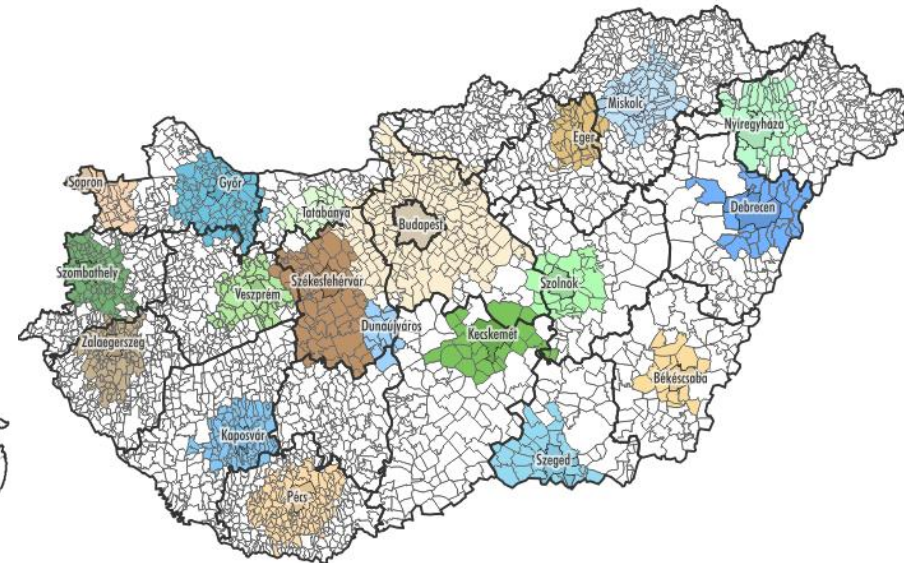 Miskolc
Nyíregyháza
Eger
Sopron
Győr
Tatabánya
Budapest
Debrecen
Szombathely
Veszprém
Székesfehérvár
Szolnok
Dunaújváros
Kecskemét
Zalaegerszeg
Békéscsaba
Kaposvár
Szeged
Pécs